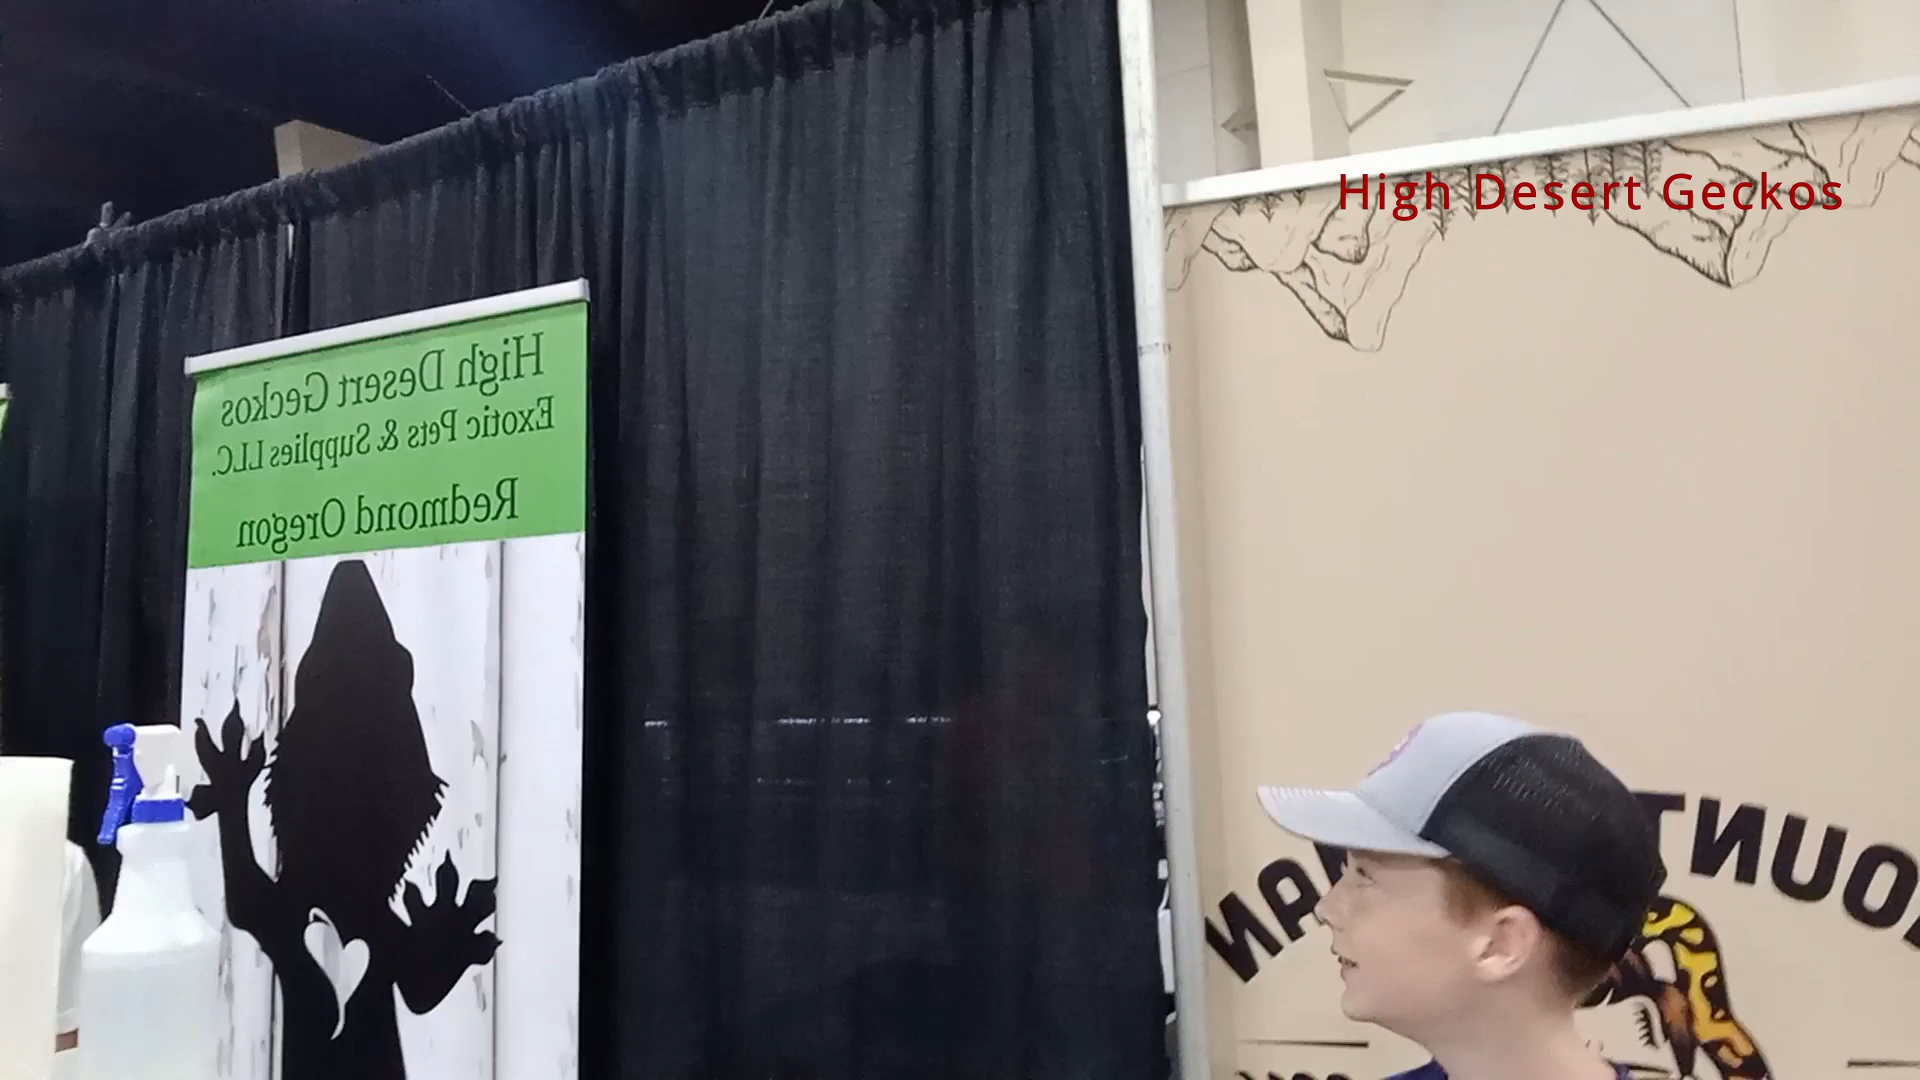 High Desert Geckos
High Desert Geckos
Exotic Pets & Supplies LLC.
Redmond Oregon